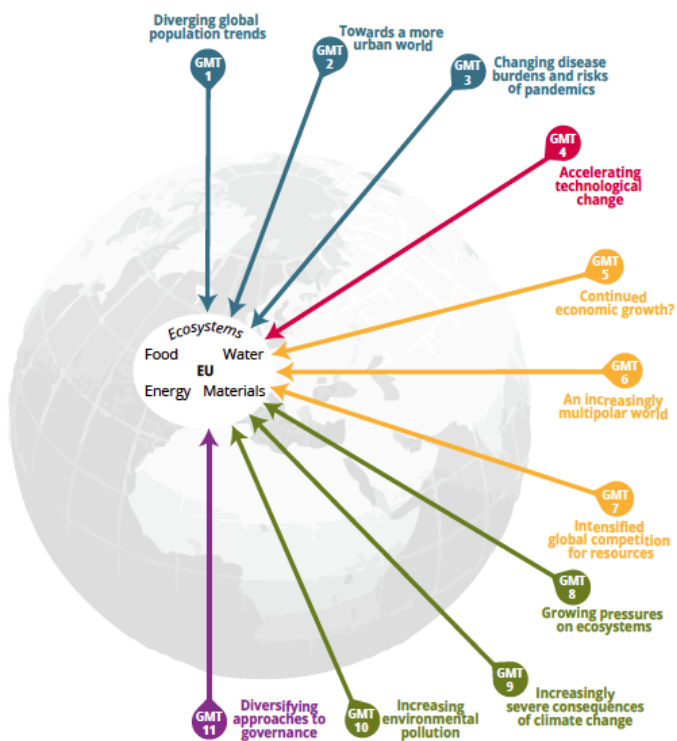 Diverging global
population trends
GMT
1
Towards a more
urban world
GMT
2
Changing disease
burdens and risks
of pandemics
GMT
3
GMT
4
Accelerating
technological
change
GMT
5
Continued
economic growth?
GMT
6
An increasingly
multipolar world
GMT
7
Intensified
global competition
for resources
GMT
8
Growing pressures
on ecosystems
GMT
9
Increasingly
severe consequences
of climate change
GMT
10
Increasing
environmental
pollution
GMT
11
Diversifying
approaches to
governance
Ecosystems
Food Water
EU
Energy Materials